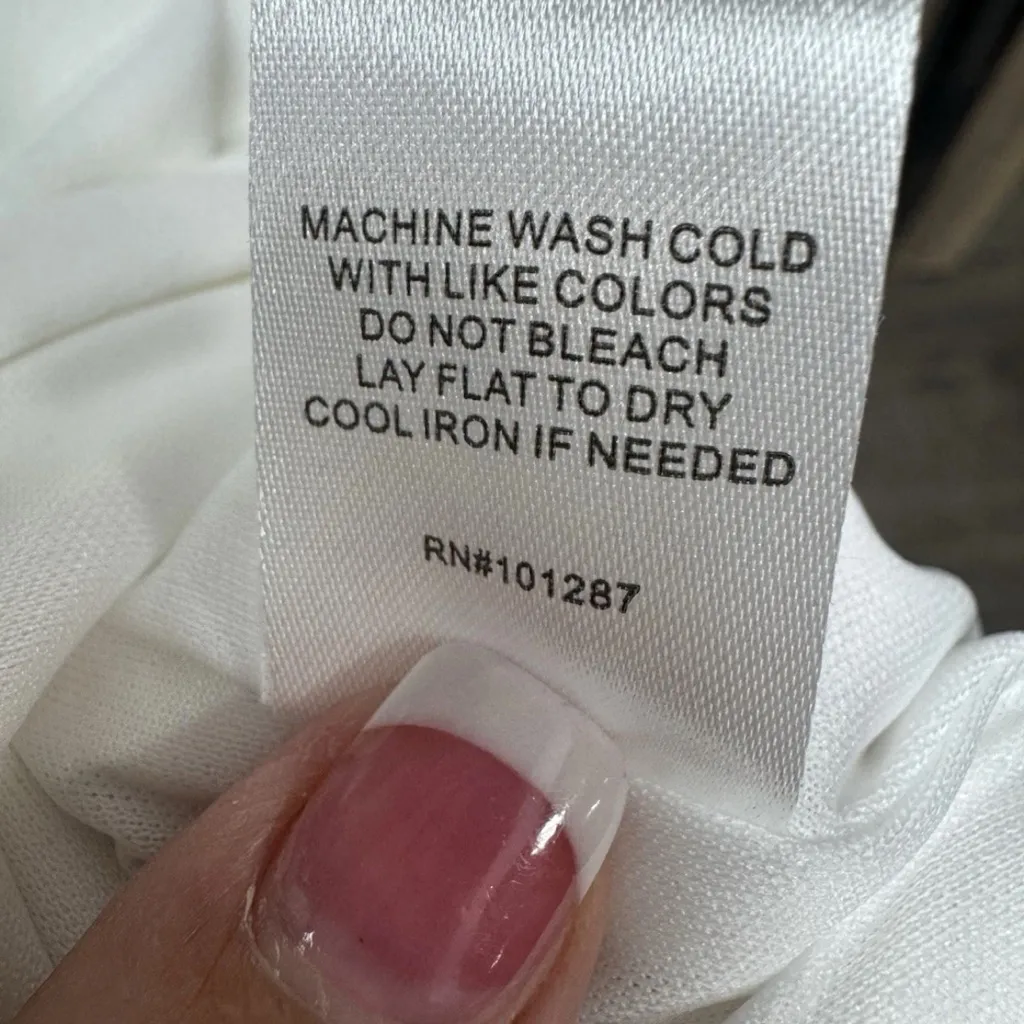 MACHINE WASH COLD
WITH LIKE COLORS
DO NOT BLEACH
LAY FLAT TO DRY
COOL IRON IF NEEDED
RN#101287